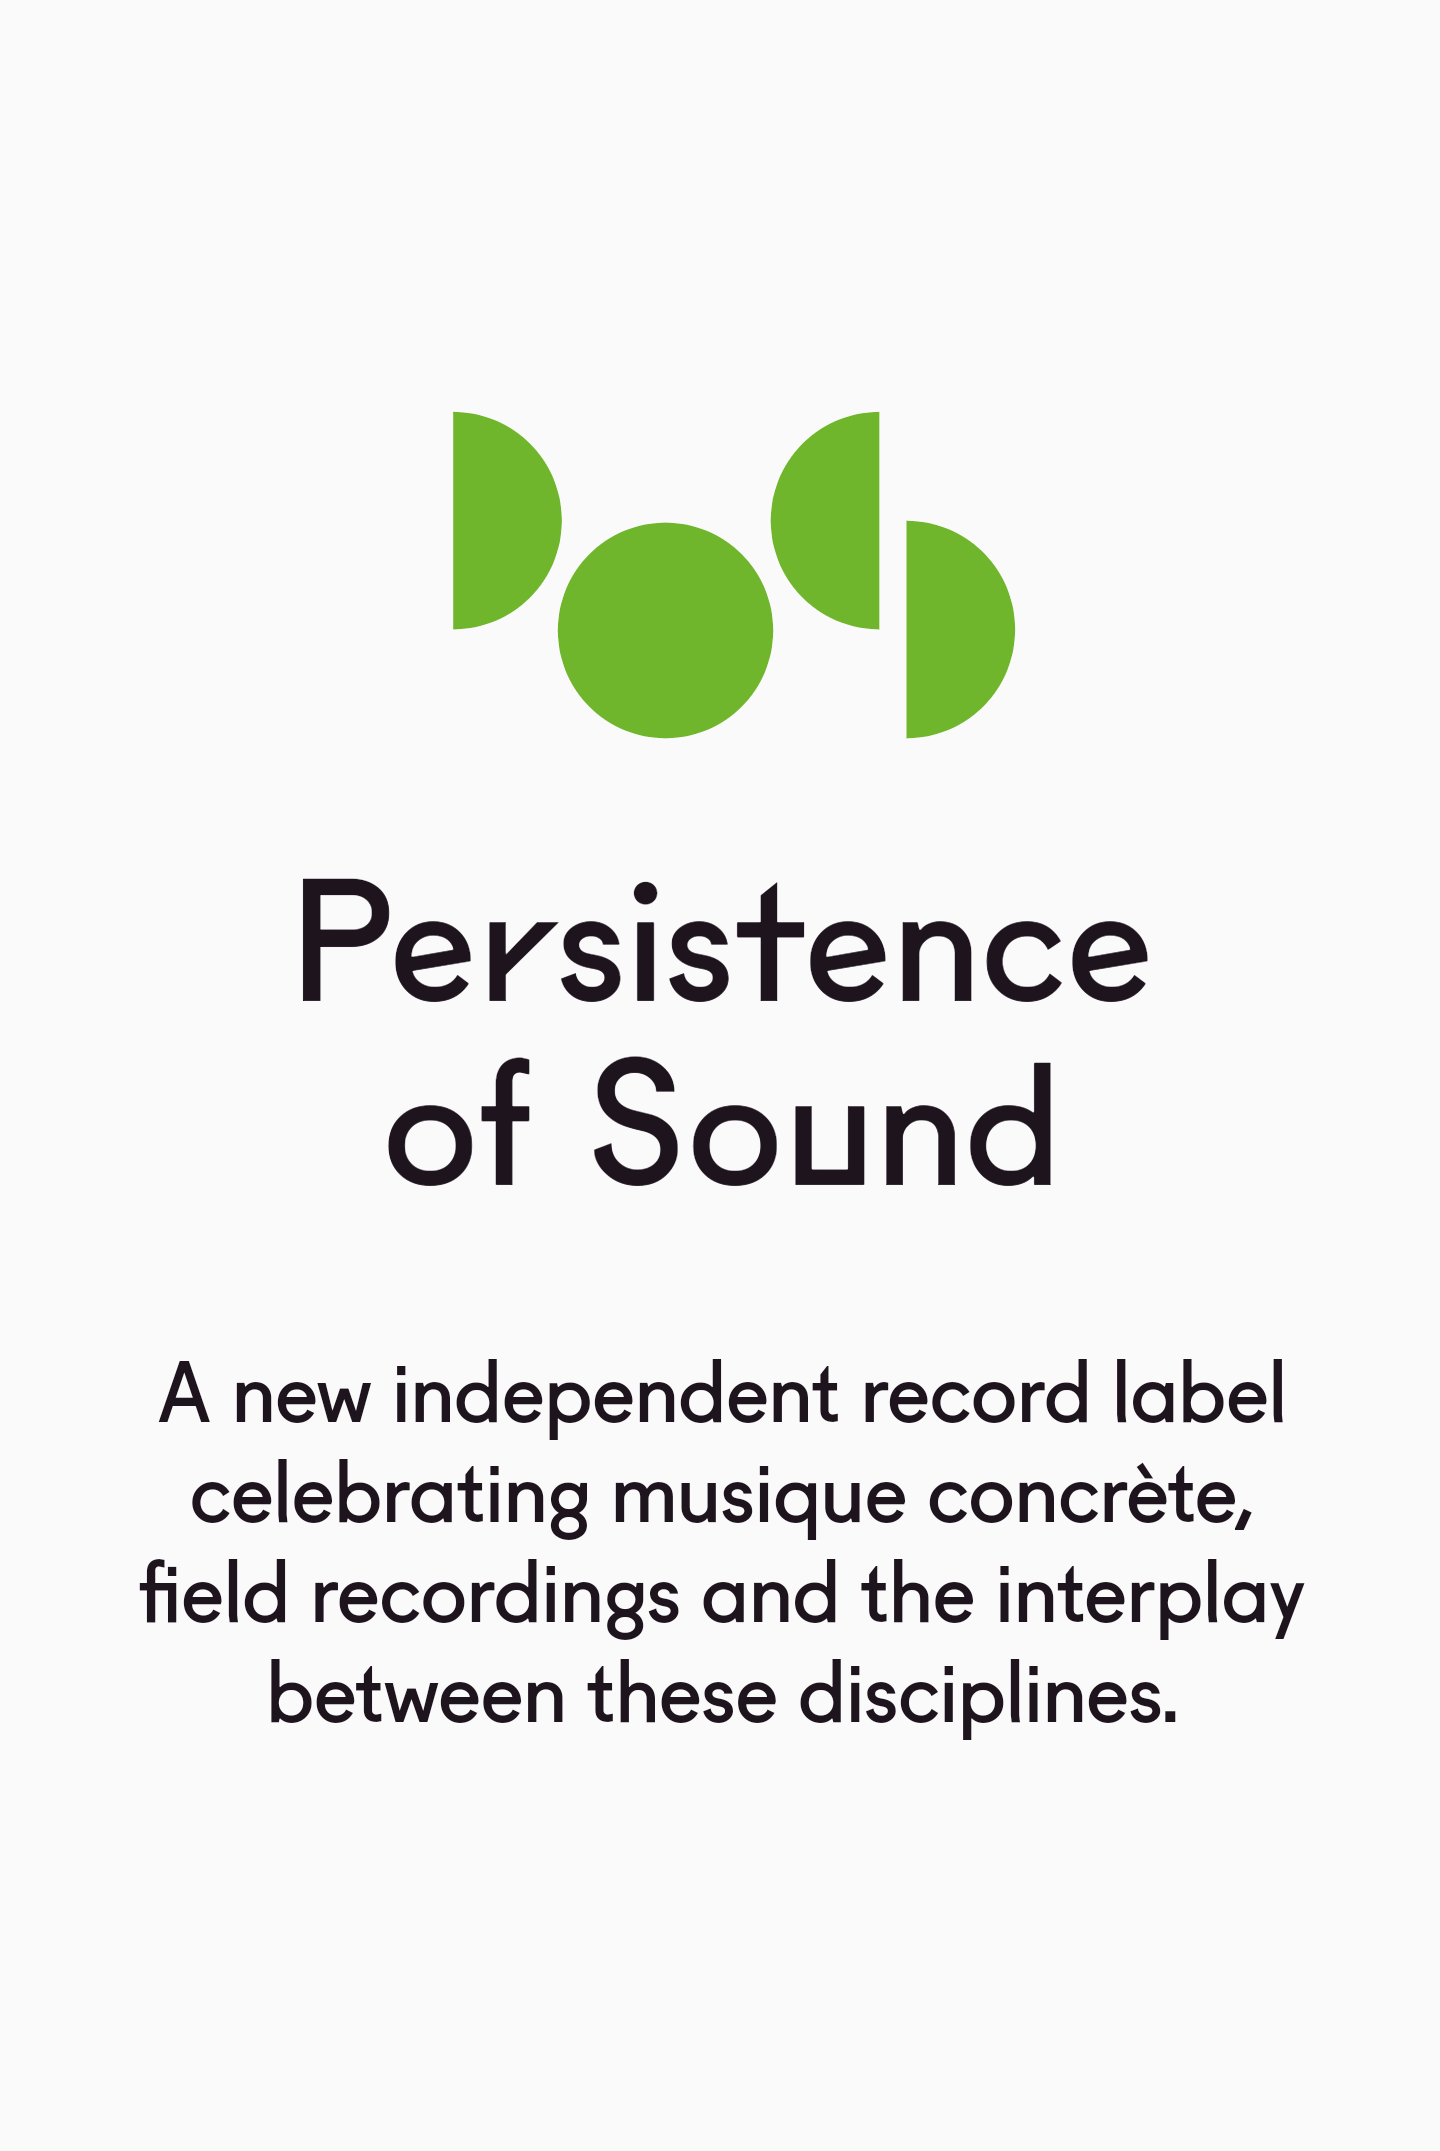 Persistence
of Sound
A new independent record label
celebrating musique concrète,
field recordings and the interplay
between these disciplines.